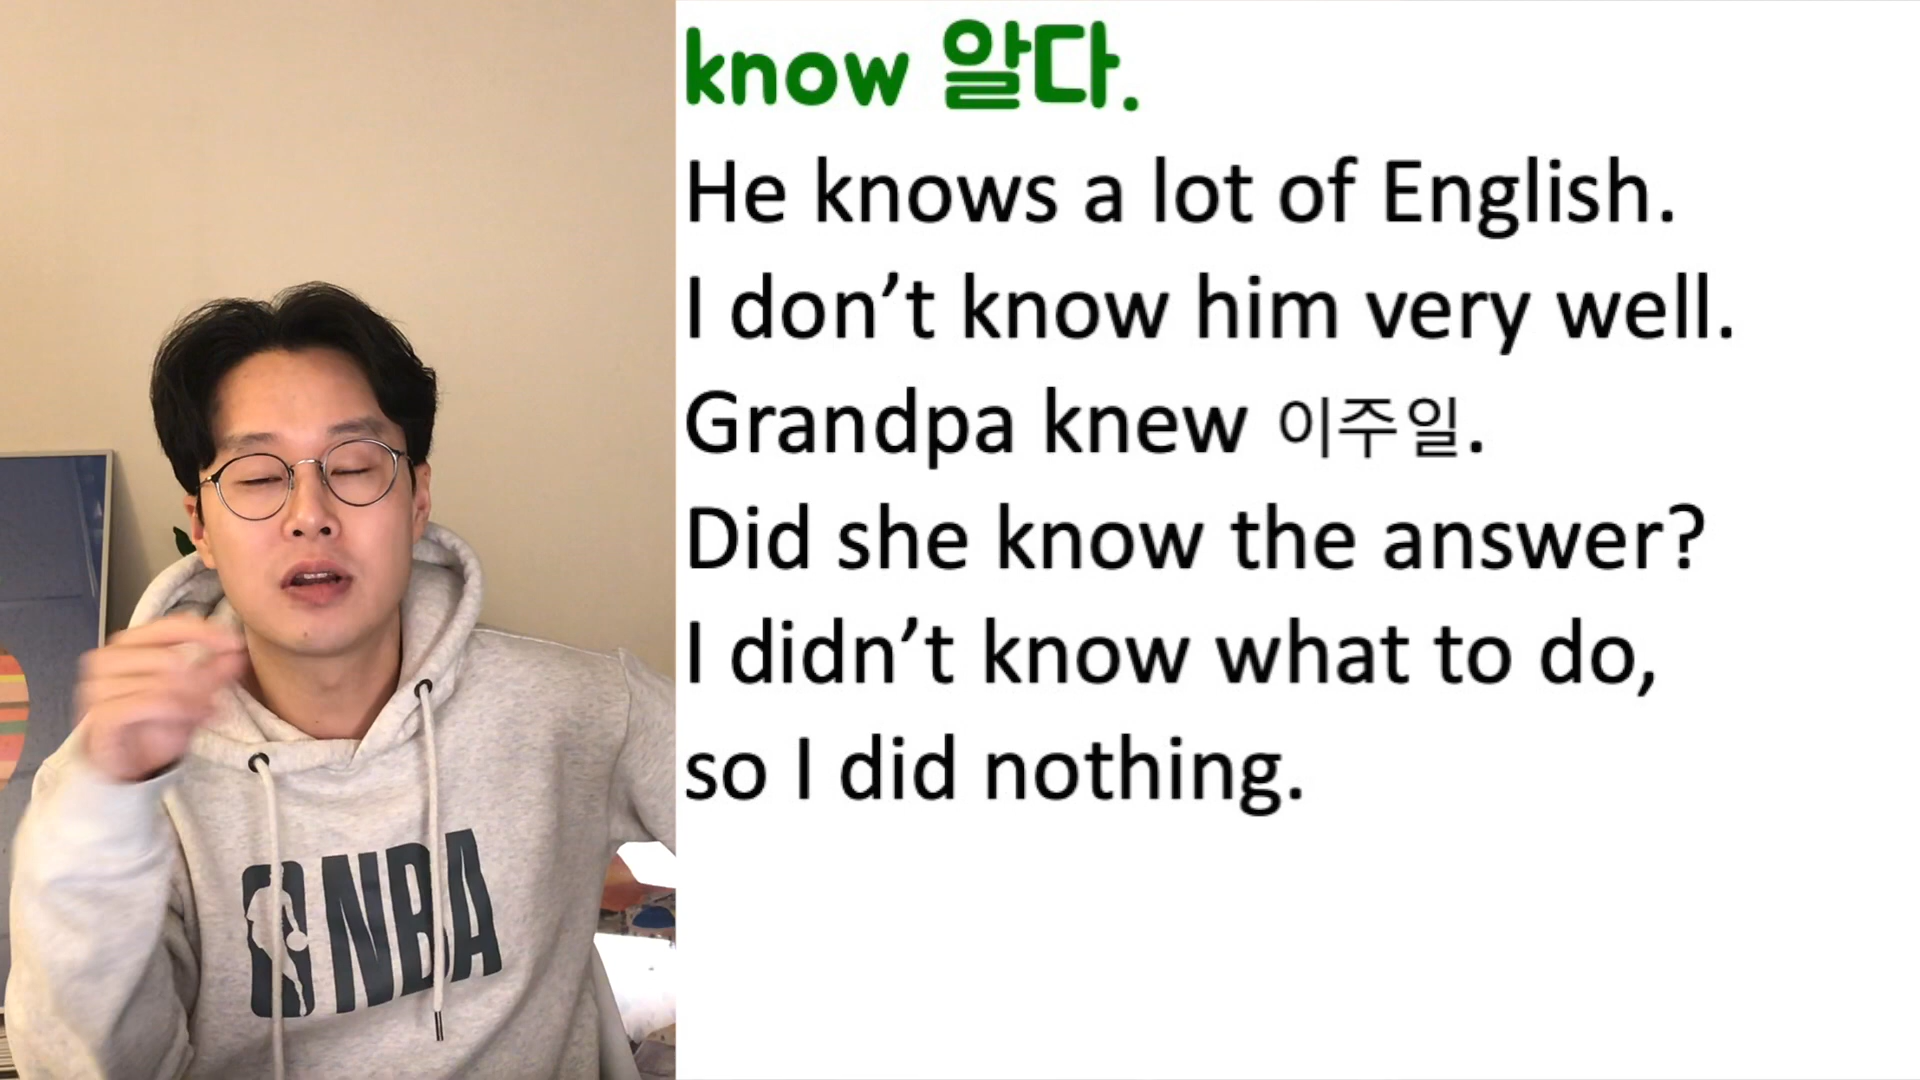 know 알다.
He knows a lot of English.
I don’t know him very well.
Grandpa knew 이주일.
Did she know the answer?
I didn’t know what to do,
so I did nothing.
NBA